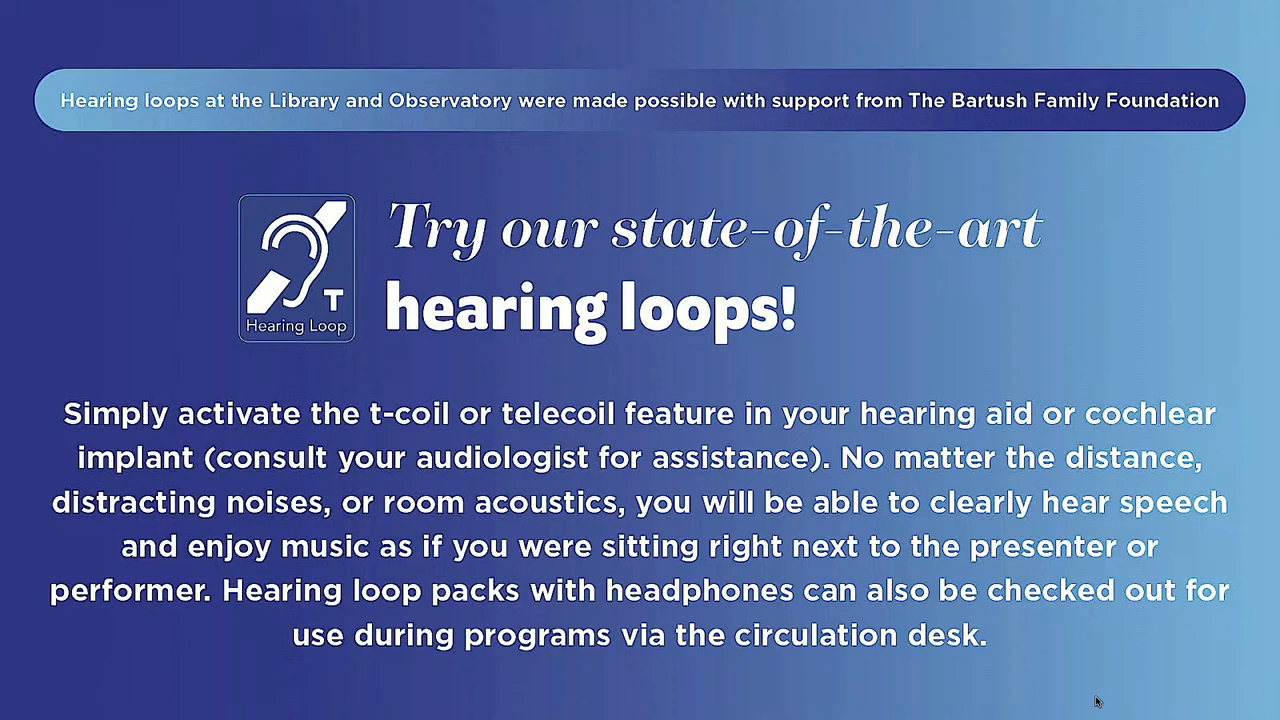 Hearing loops at the Library and Observatory were made possible with support from The Bartush Family Foundation
T
Hearing Loop
Try our state-of-the-art
hearing loops!
Simply activate the t-coil or telecoil feature in your hearing aid or cochlear
implant (consult your audiologist for assistance). No matter the distance,
distracting noises, or room acoustics, you will be able to clearly hear speech
and enjoy music as if you were sitting right next to the presenter or
performer. Hearing loop packs with headphones can also be checked out for
use during programs via the circulation desk.